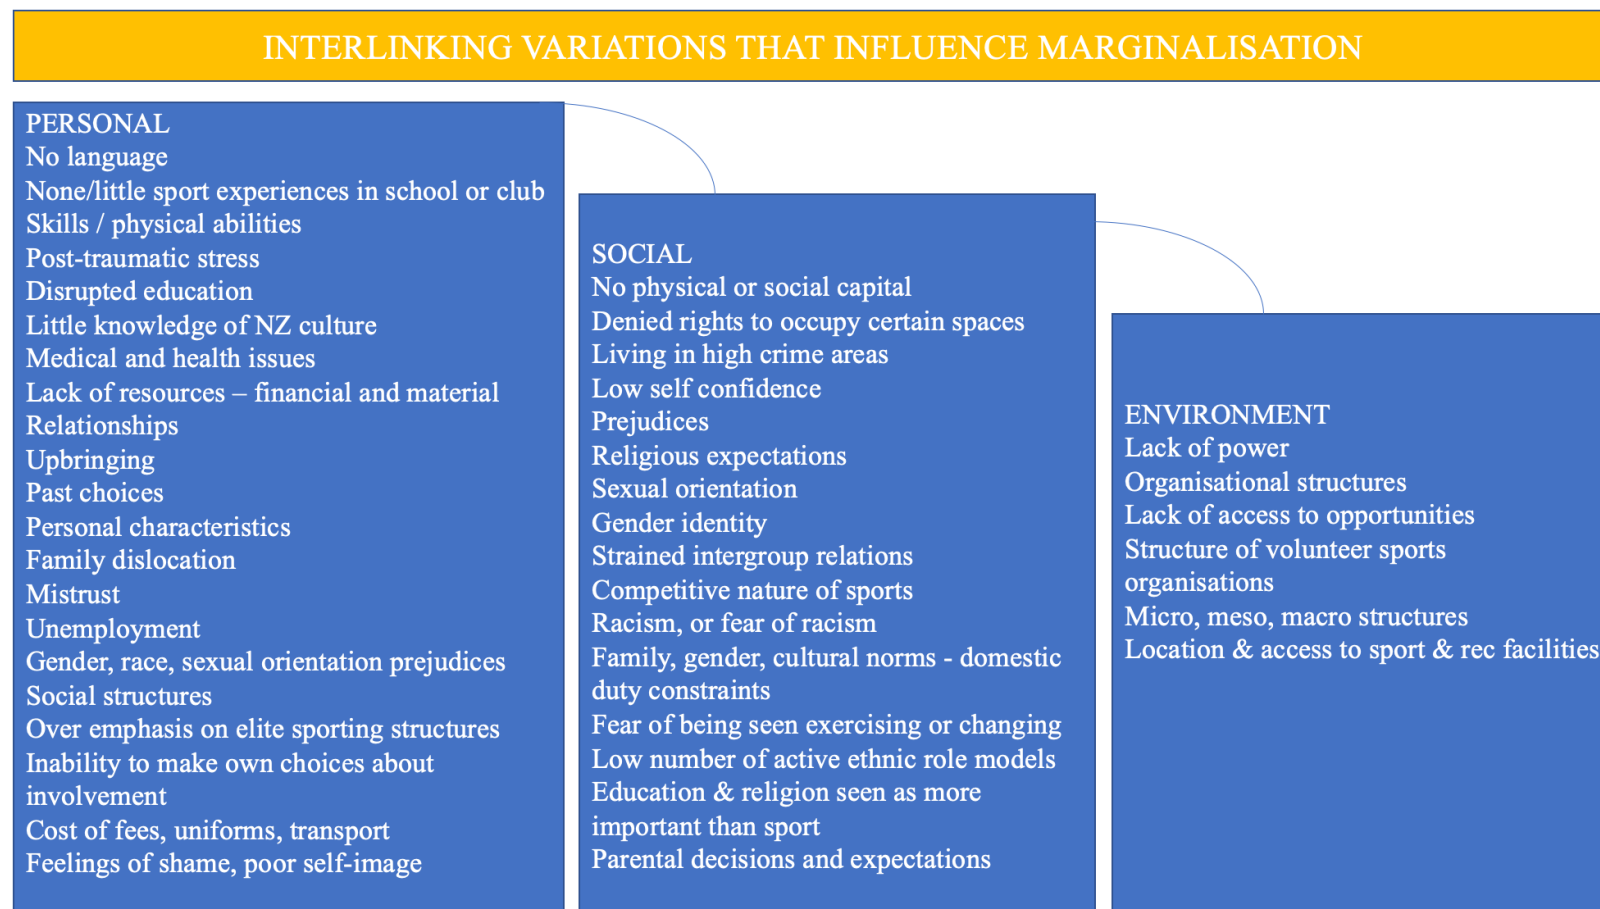 INTERLINKING VARIATIONS THAT INFLUENCE MARGINALISATION
PERSONAL
No language
None/little sport experiences in school or club
Skills / physical abilities
Post-traumatic stress
Disrupted education
Little knowledge of NZ culture
Medical and health issues
Lack of resources – financial and material
Relationships
Upbringing
Past choices
Personal characteristics
Family dislocation
Mistrust
Unemployment
Gender, race, sexual orientation prejudices
Social structures
Over emphasis on elite sporting structures
Inability to make own choices about
involvement
Cost of fees, uniforms, transport
Feelings of shame, poor self-image
SOCIAL
No physical or social capital
Denied rights to occupy certain spaces
Living in high crime areas
Low self confidence
Prejudices
Religious expectations
Sexual orientation
Gender identity
Strained intergroup relations
Competitive nature of sports
Racism, or fear of racism
Family, gender, cultural norms - domestic
duty constraints
Fear of being seen exercising or changing
Low number of active ethnic role models
Education & religion seen as more
important than sport
Parental decisions and expectations
ENVIRONMENT
Lack of power
Organisational structures
Lack of access to opportunities
Structure of volunteer sports
organisations
Micro, meso, macro structures
Location & access to sport & rec facilities